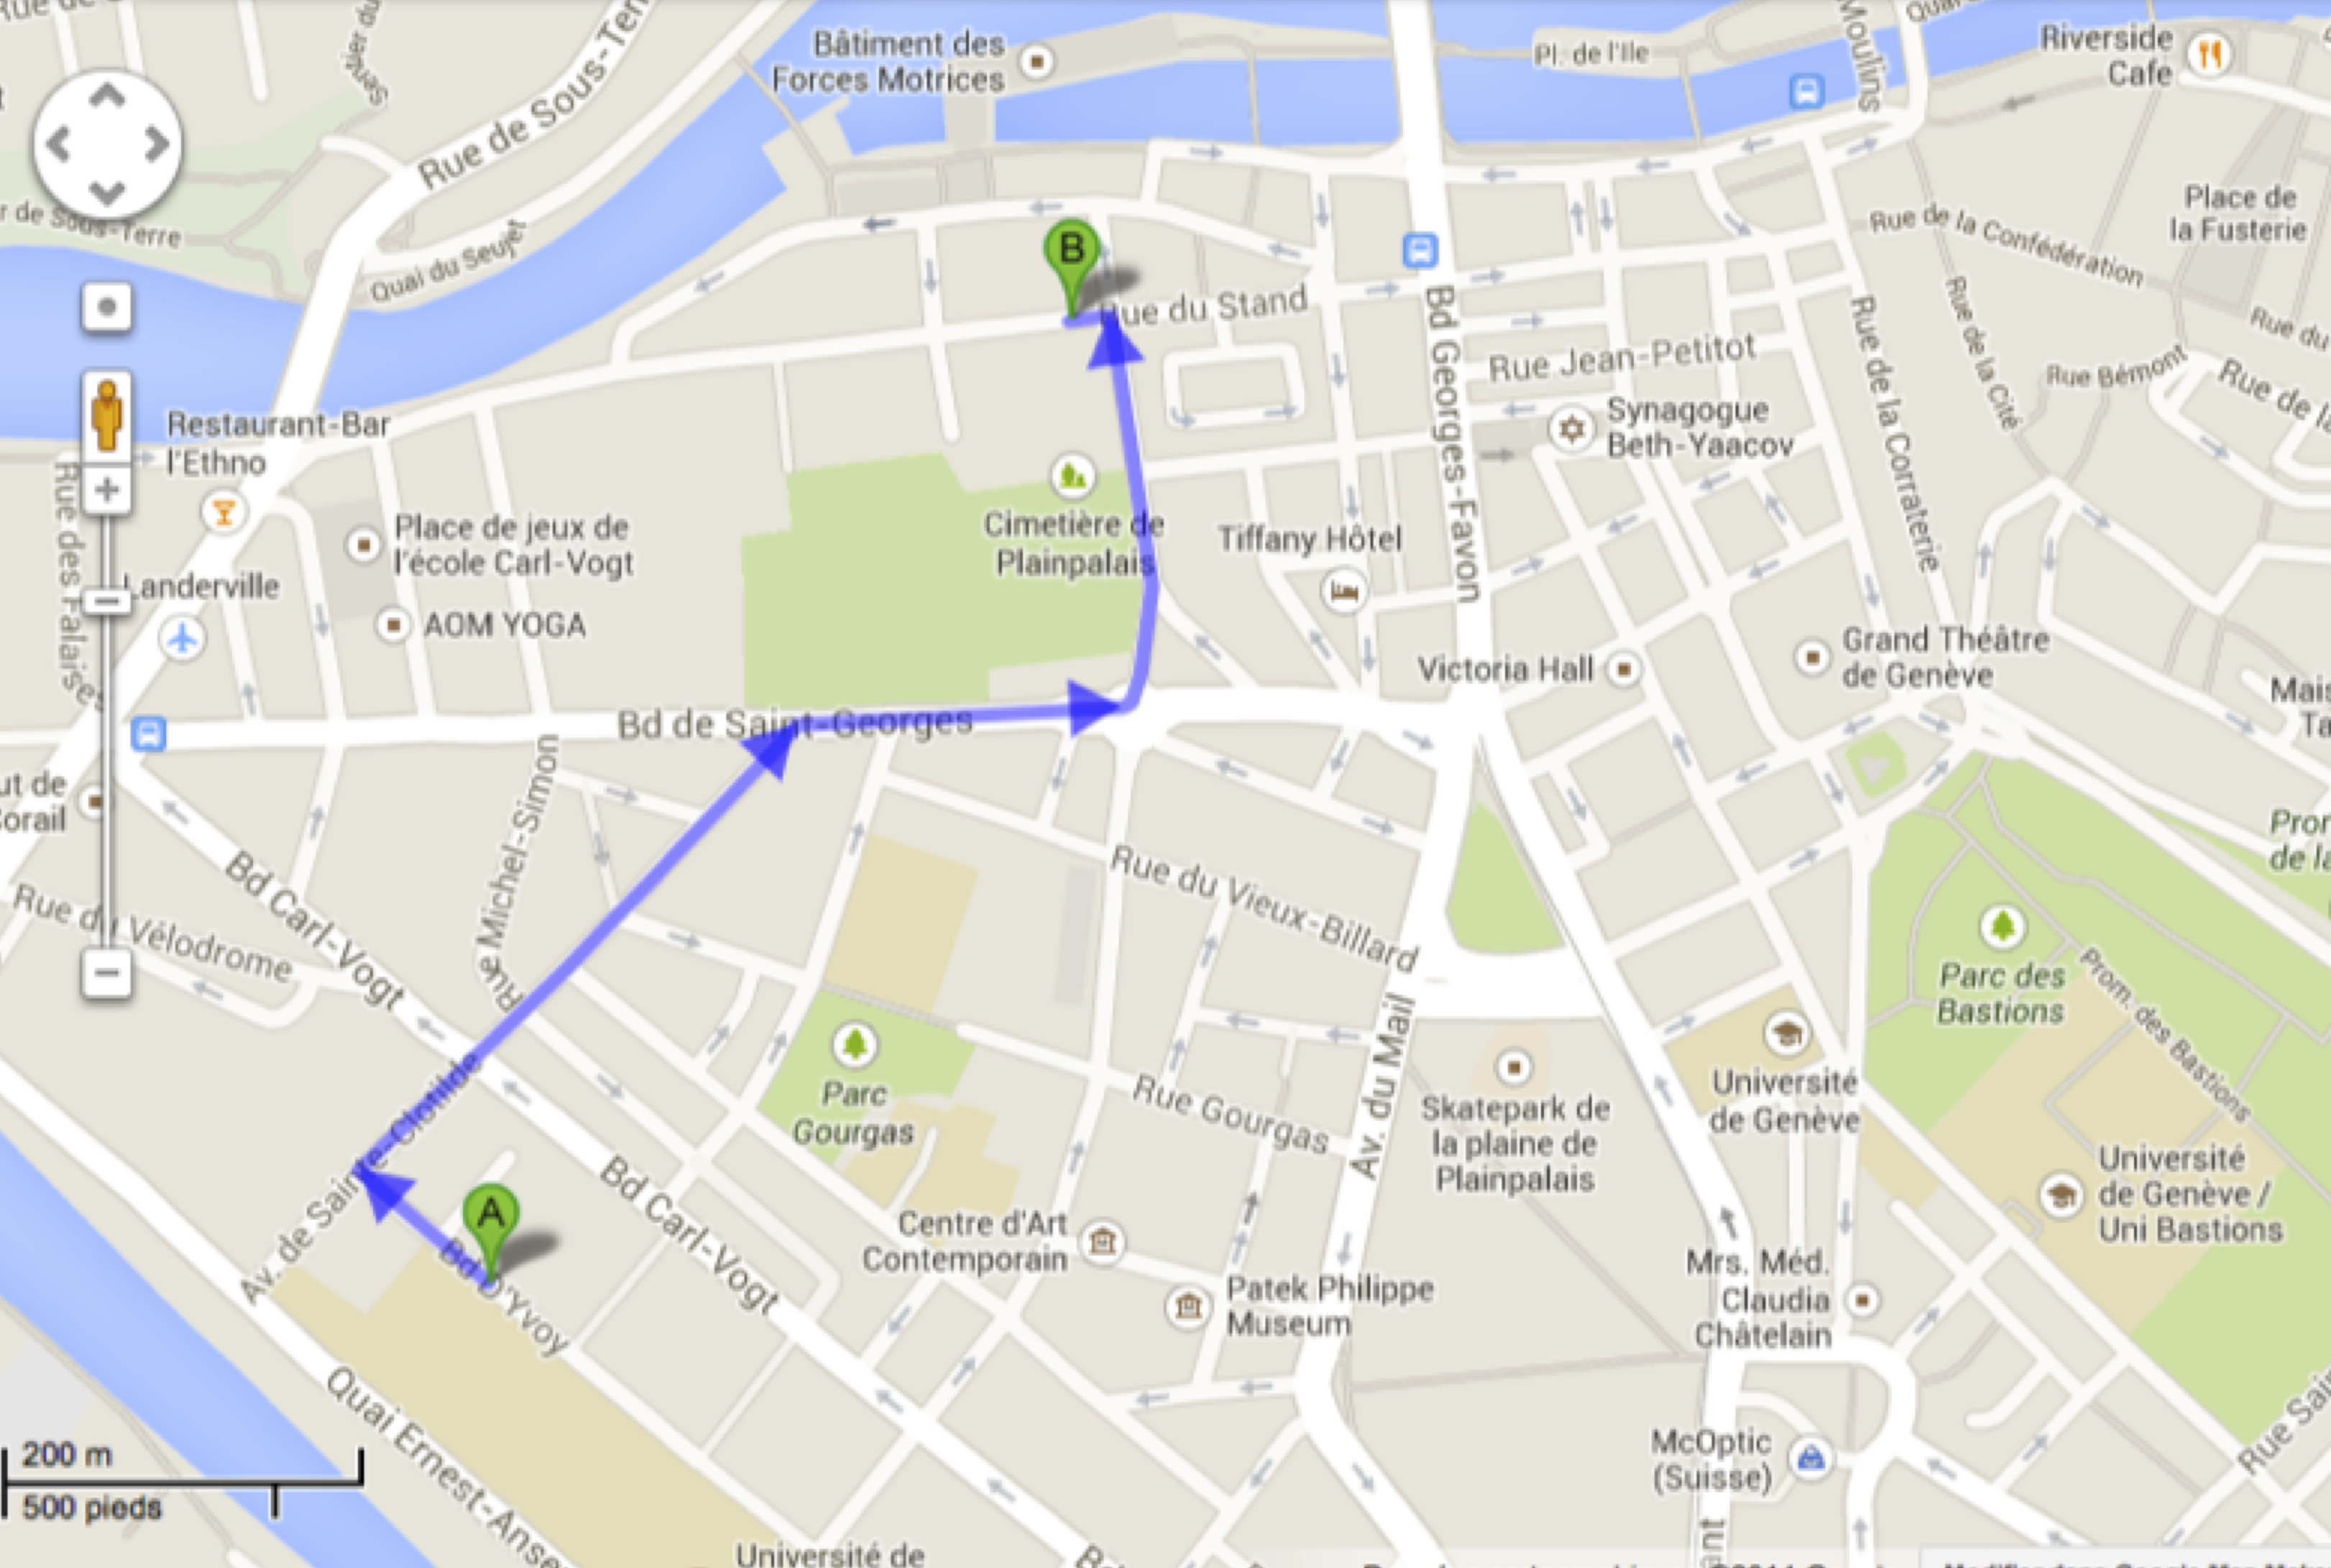 Bâtiment des
Forces Motrices
Pl. de l'Ile
Moulins
Riverside
Cafe
Rue de Sous-Ter
Sentier du
r de Sous-Terre
Quai du Seujet
Place de
la Fusterie
Rue de la Confédération
B
Rue du Stand
Bd Georges-Favon
Rue Jean-Petitot
Rue de la Corraterie
Rue de la Cité
Rue Bémont
Rue du
Rue de la
Restaurant-Bar
l'Ethno
Synagogue
Beth-Yaacov
Rue des Falaises
Place de jeux de
l'école Carl-Vogt
Cimetière de
Plainpalais
Tiffany Hôtel
Landerville
AOM YOGA
Victoria Hall
Grand Théâtre
de Genève
Mais
Ta
Bd de Saint-Georges
ut de
Corail
Rue Michel-Simon
Prom
de la
Bd Carl-Vogt
Rue du Vélodrome
Rue du Vieux-Billard
Parc des
Bastions
Prom. des Bastions
Av. du Mail
Parc
Gourgas
Rue Gourgas
Skatepark de
la plaine de
Plainpalais
Université
de Genève
Université
de Genève /
Uni Bastions
Av. de Sainte-Clotilde
A
Bd d'Yvoy
Bd Carl-Vogt
Centre d'Art
Contemporain
Patek Philippe
Museum
Mrs. Méd.
Claudia
Châtelain
Quai Ernest-Anse
McOptic
(Suisse)
Rue Sai
200 m
500 pieds
Université de